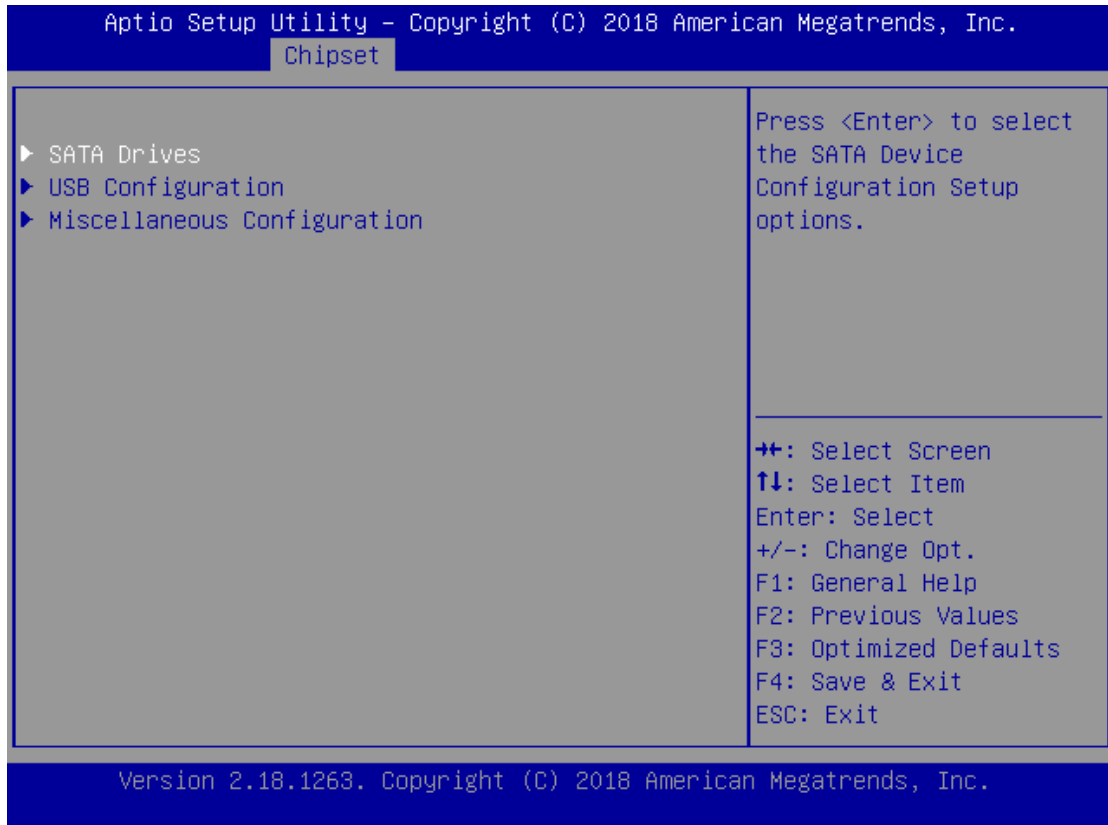 Aptio Setup Utility – Copyright (C) 2018 American Megatrends, Inc.
Chipset
▶ SATA Drives
▶ USB Configuration
▶ Miscellaneous Configuration
Press <Enter> to select
the SATA Device
Configuration Setup
options.
→←: Select Screen
↑↓: Select Item
Enter: Select
+/-: Change Opt.
F1: General Help
F2: Previous Values
F3: Optimized Defaults
F4: Save & Exit
ESC: Exit
Version 2.18.1263. Copyright (C) 2018 American Megatrends, Inc.